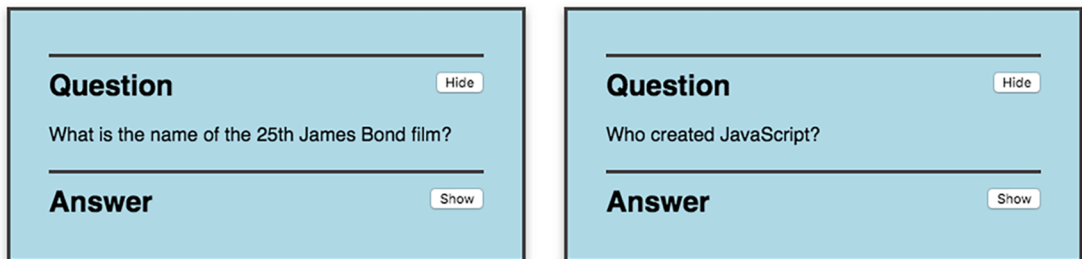 Question
Hide
What is the name of the 25th James Bond film?
Answer
Show
Question
Hide
Who created JavaScript?
Answer
Show